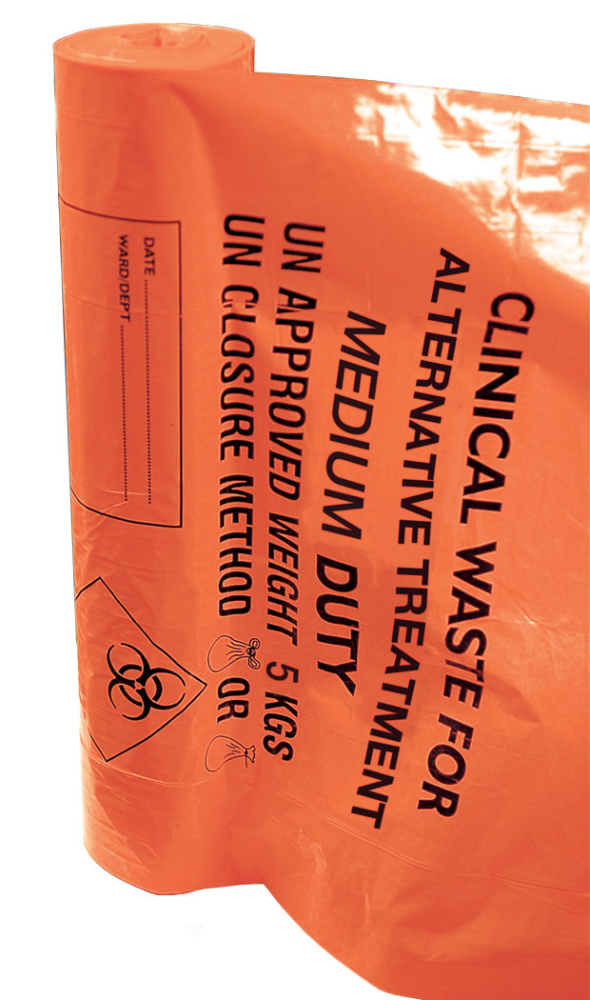 CLINICAL WASTE FOR
ALTERNATIVE TREATMENT
MEDIUM DUTY
UN APPROVED WEIGHT 5 KGS
UN CLOSURE METHOD OR
DATE ........................
WARD/DEPT ........................